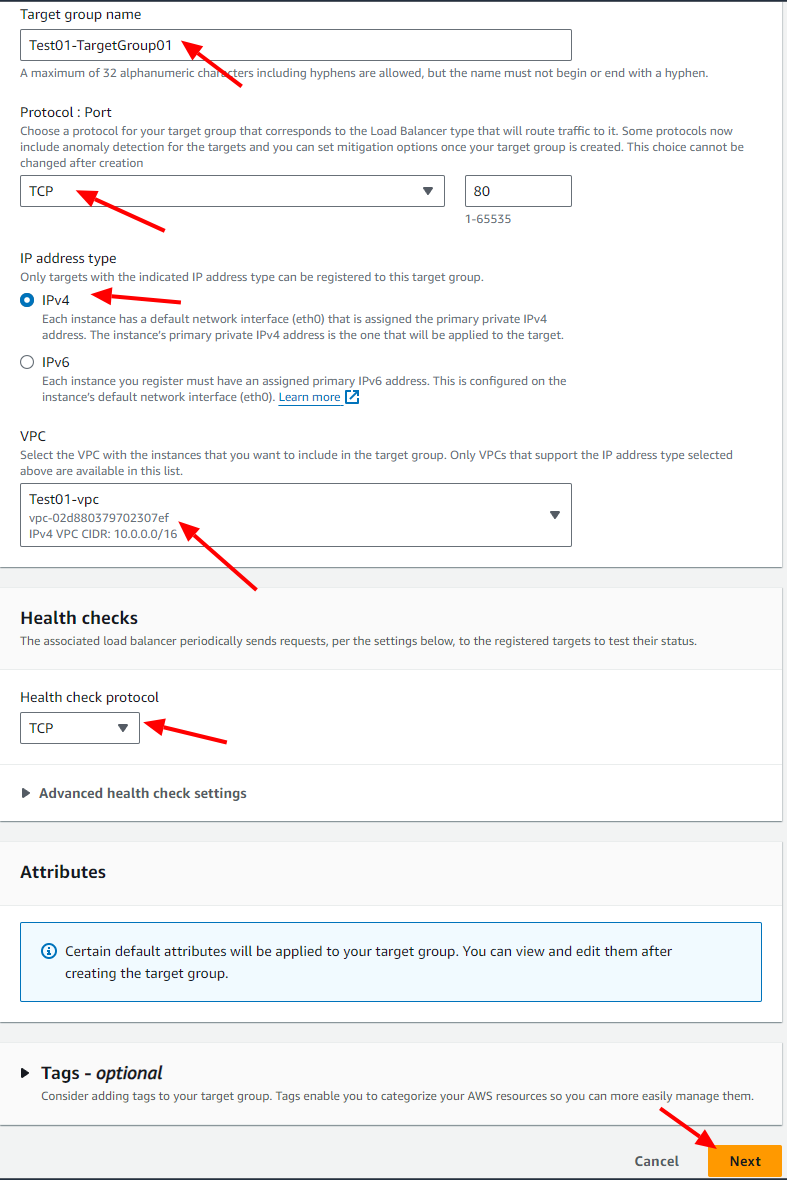 Target group name
Test01-TargetGroup01
A maximum of 32 alphanumeric characters including hyphens are allowed, but the name must not begin or end with a hyphen.
Protocol : Port
Choose a protocol for your target group that corresponds to the Load Balancer type that will route traffic to it. Some protocols now
include anomaly detection for the targets and you can set mitigation options once your target group is created. This choice cannot be
changed after creation
TCP
80
1-65535
IP address type
Only targets with the indicated IP address type can be registered to this target group.
IPv4
Each instance has a default network interface (eth0) that is assigned the primary private IPv4
address. The instance's primary private IPv4 address is the one that will be applied to the target.
IPv6
Each instance you register must have an assigned primary IPv6 address. This is configured on the
instance's default network interface (eth0). Learn more
VPC
Select the VPC with the instances that you want to include in the target group. Only VPCs that support the IP address type selected
above are available in this list.
Test01-vpc
vpc-02d880379702307ef
IPv4 VPC CIDR: 10.0.0.0/16
Health checks
The associated load balancer periodically sends requests, per the settings below, to the registered targets to test their status.
Health check protocol
TCP
Advanced health check settings
Attributes
Certain default attributes will be applied to your target group. You can view and edit them after
creating the target group.
Tags - optional
Consider adding tags to your target group. Tags enable you to categorize your AWS resources so you can more easily manage them.
Cancel
Next